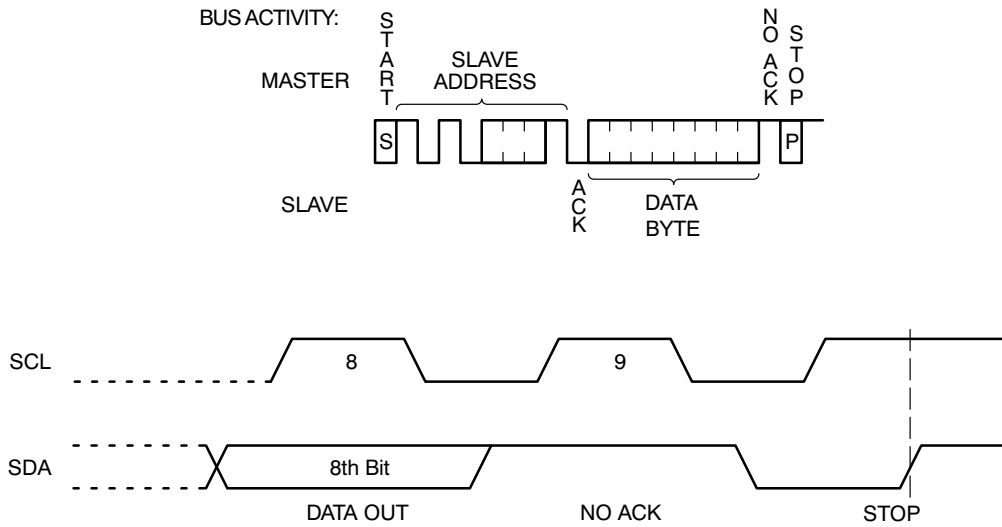 BUS ACTIVITY:
MASTER
START
SLAVE
ADDRESS
NO ACK
STOP
S
P
SLAVE
ACK
DATA
BYTE
SCL
8
9
SDA
8th Bit
DATA OUT
NO ACK
STOP